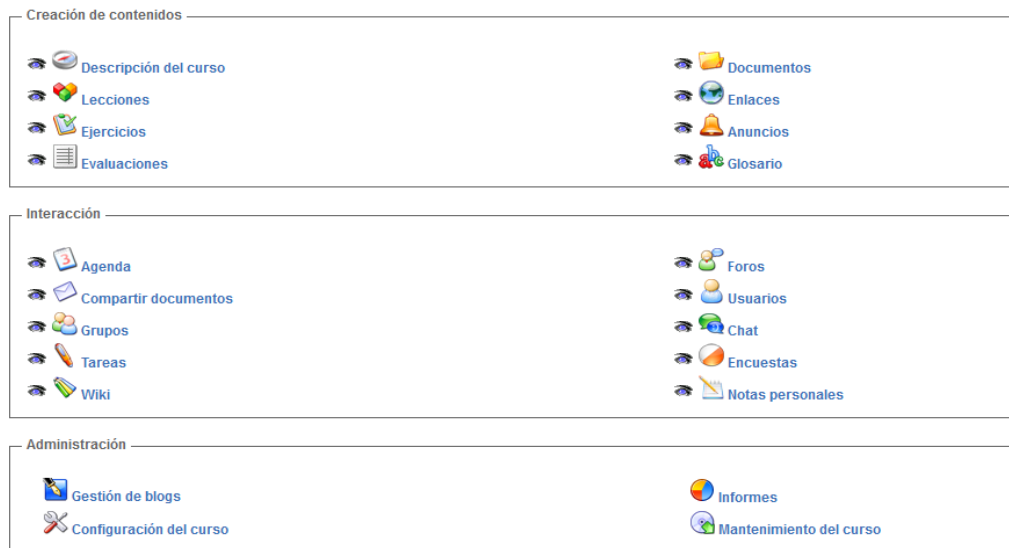 Creación de contenidos
Descripción del curso
Documentos
Lecciones
Enlaces
Ejercicios
Anuncios
Evaluaciones
Glosario
Interacción
3
Agenda
Foros
Compartir documentos
Usuarios
Grupos
Chat
Tareas
Encuestas
Wiki
Notas personales
Administración
Gestión de blogs
Informes
Configuración del curso
Mantenimiento del curso